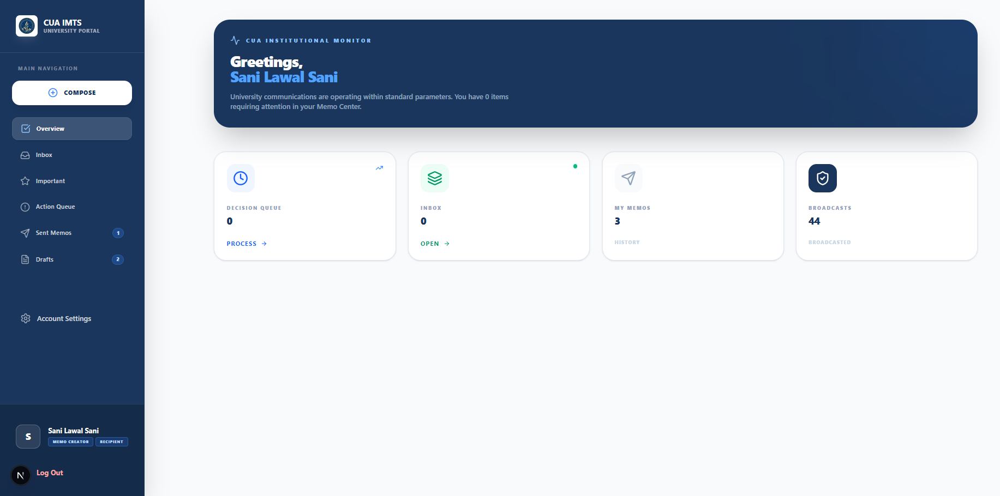 CUA IMTS
UNIVERSITY PORTAL
MAIN NAVIGATION
COMPOSE
Overview
Inbox
Important
Action Queue
Sent Memos 1
Drafts 2
Account Settings
S
Sani Lawal Sani
MEMO CREATOR RECIPIENT
N
Log Out
CUA INSTITUTIONAL MONITOR
Greetings,
Sani Lawal Sani
University communications are operating within standard parameters. You have 0 items
requiring attention in your Memo Center.
DECISION QUEUE
0
PROCESS
INBOX
0
OPEN
MY MEMOS
3
HISTORY
BROADCASTS
44
BROADCASTED